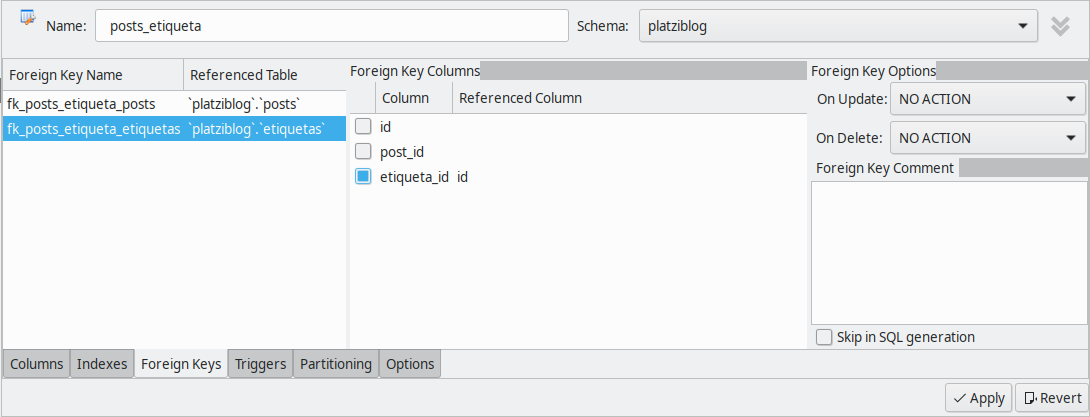 Name: posts_etiqueta Schema: platziblog
Foreign Key Name Referenced Table
fk_posts_etiqueta_posts `platziblog`.`posts`
fk_posts_etiqueta_etiquetas `platziblog`.`etiquetas`
Foreign Key Columns
Column Referenced Column
id
post_id
etiqueta_id id
Foreign Key Options
On Update: NO ACTION
On Delete: NO ACTION
Foreign Key Comment
Skip in SQL generation
Columns Indexes Foreign Keys Triggers Partitioning Options
Apply Revert